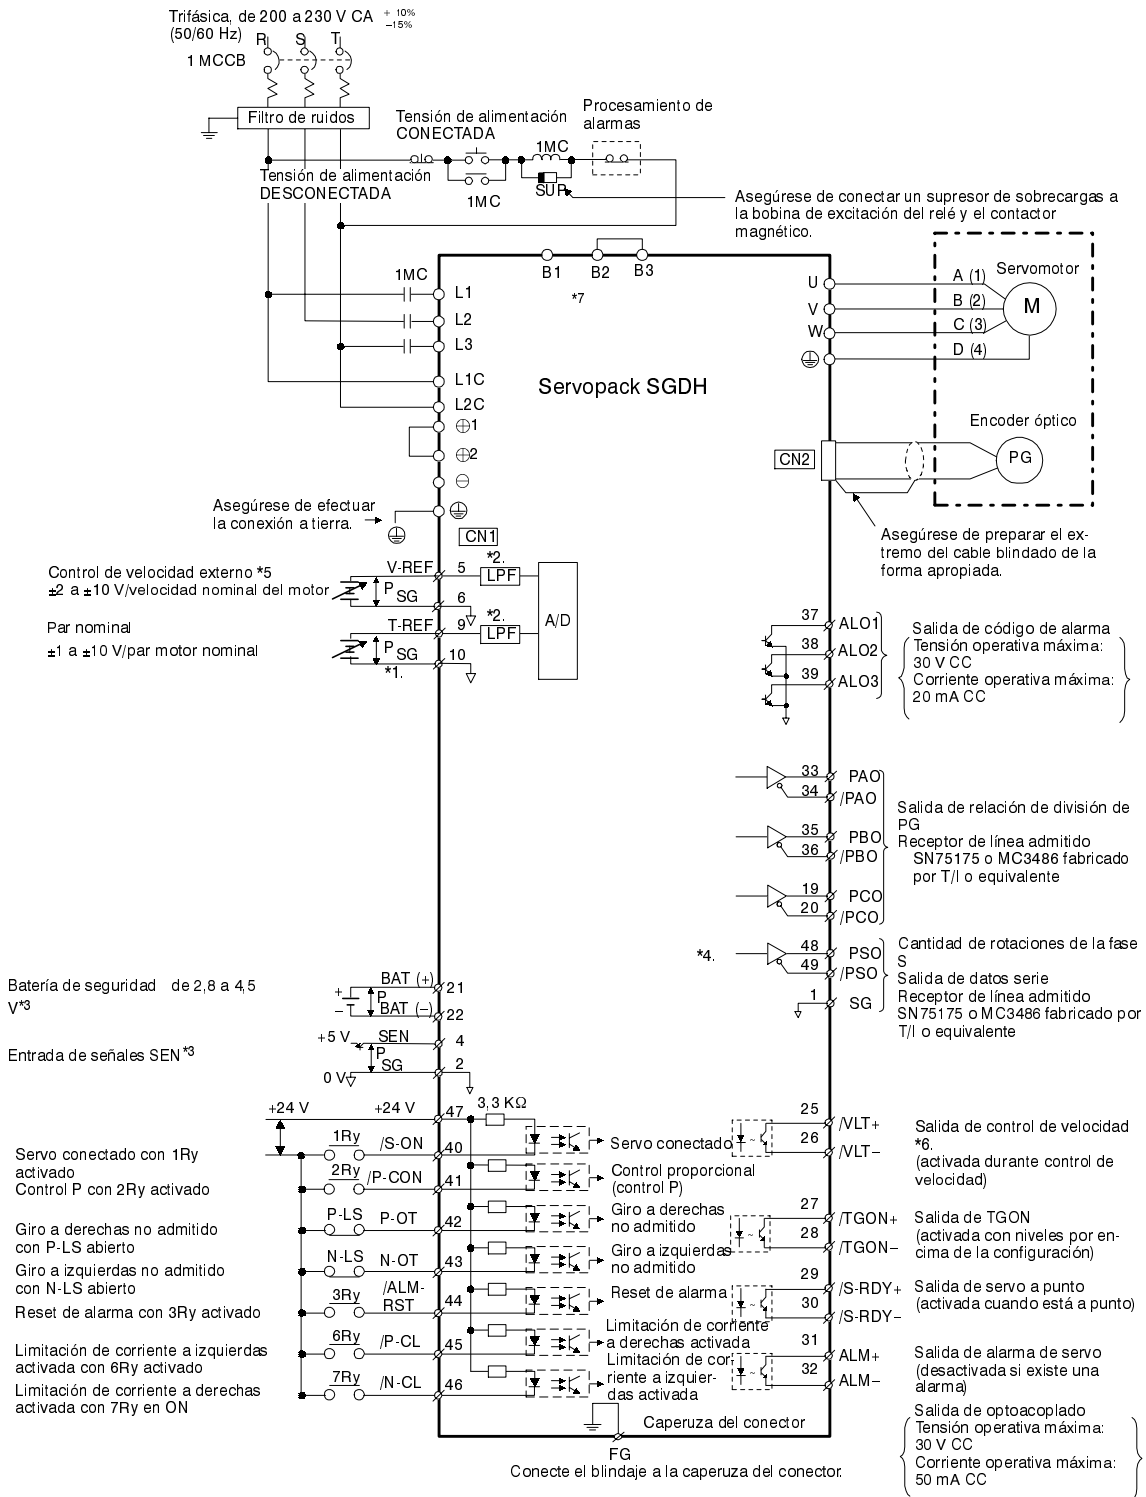 Trifásica, de 200 a 230 V CA + 10% −15%
(50/60 Hz)
R S T
1 MCCB
Filtro de ruidos
Tensión de alimentación
CONECTADA
Procesamiento de
alarmas
1MC
SUP
1MC
Tensión de alimentación
DESCONECTADA
Asegúrese de conectar un supresor de sobrecargas a
la bobina de excitación del relé y el contactor
magnético.
B1 B2 B3
*7
1MC
L1
L2
L3
L1C
L2C
1
2
Servopack SGDH
U
V
W
A (1)
B (2)
C (3)
D (4)
Servomotor
M
Encoder óptico
CN2
PG
Asegúrese de preparar el ex-
tremo del cable blindado de la
forma apropiada.
Asegúrese de efectuar
la conexión a tierra.
CN1
Control de velocidad externo *5
±2 a ±10 V/velocidad nominal del motor
V-REF 5 *2. LPF
P
SG 6
A/D
Par nominal
±1 a ±10 V/par motor nominal
T-REF 9 *2. LPF
P
SG 10
*1.
37 ALO1
38 ALO2
39 ALO3
Salida de código de alarma
Tensión operativa máxima:
30 V CC
Corriente operativa máxima:
20 mA CC
33 PAO
34 /PAO
35 PBO
36 /PBO
19 PCO
20 /PCO
Salida de relación de división de
PG
Receptor de línea admitido
SN75175 o MC3486 fabricado
por T/I o equivalente
*4.
48 PSO
49 /PSO
1 SG
Cantidad de rotaciones de la fase
S
Salida de datos serie
Receptor de línea admitido
SN75175 o MC3486 fabricado por
T/I o equivalente
Batería de seguridad de 2,8 a 4,5
V*3
BAT (+) 21
+
P
−
BAT (−) 22
Entrada de señales SEN*3
+5 V SEN 4
P
0 V SG 2
+24 V +24 V 47 3,3 KΩ
Servo conectado con 1Ry
activado
1Ry /S-ON 40
Servo conectado
Control P con 2Ry activado
2Ry /P-CON 41
Control proporcional
(control P)
Giro a derechas no admitido
con P-LS abierto
P-LS P-OT 42
Giro a derechas
no admitido
Giro a izquierdas no admitido
con N-LS abierto
N-LS N-OT 43
Giro a izquierdas
no admitido
Reset de alarma con 3Ry activado
3Ry /ALM-
RST 44
Reset de alarma
Limitación de corriente a izquierdas
activada con 6Ry activado
6Ry /P-CL 45
Limitación de corriente
a derechas activada
Limitación de corriente a derechas
activada con 7Ry en ON
7Ry /N-CL 46
Limitación de cor-
riente a izquier-
das activada
25 /VLT+
26 /VLT−
Salida de control de velocidad
*6.
(activada durante control de
velocidad)
27 /TGON+
28 /TGON−
Salida de TGON
(activada con niveles por en-
cima de la configuración)
29 /S-RDY+
30 /S-RDY−
Salida de servo a punto
(activada cuando está a punto)
31 ALM+
32 ALM−
Salida de alarma de servo
(desactivada si existe una
alarma)
Salida de optoacoplado
Tensión operativa máxima:
30 V CC
Corriente operativa máxima:
50 mA CC
Caperuza del conector
FG
Conecte el blindaje a la caperuza del conector.